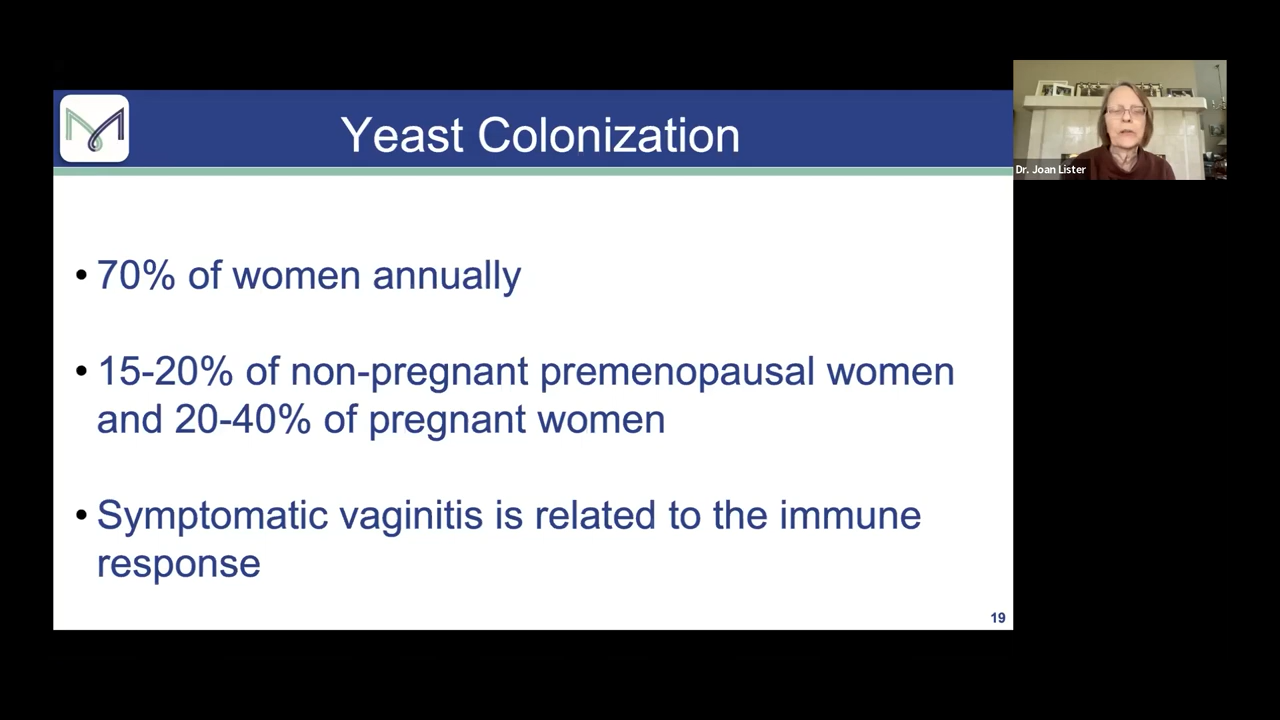 Yeast Colonization
Dr. Joan Lister
• 70% of women annually
• 15-20% of non-pregnant premenopausal women
and 20-40% of pregnant women
• Symptomatic vaginitis is related to the immune
response
19